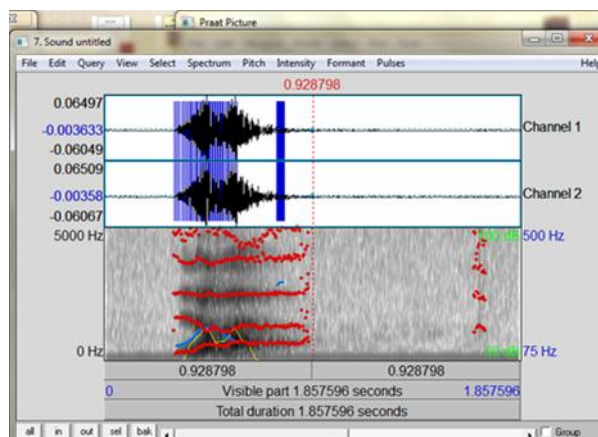 Praat Picture
7. Sound untitled
File Edit Query View Select Spectrum Pitch Intensity Formant Pulses Help
0.928798
0.06497
-0.003633
-0.06049
Channel 1
0.06509
-0.00358
-0.06067
Channel 2
5000 Hz
500 Hz
0 Hz
75 Hz
0.928798 0.928798
0 Visible part 1.857596 seconds 1.857596
Total duration 1.857596 seconds
all in out sel bak Group